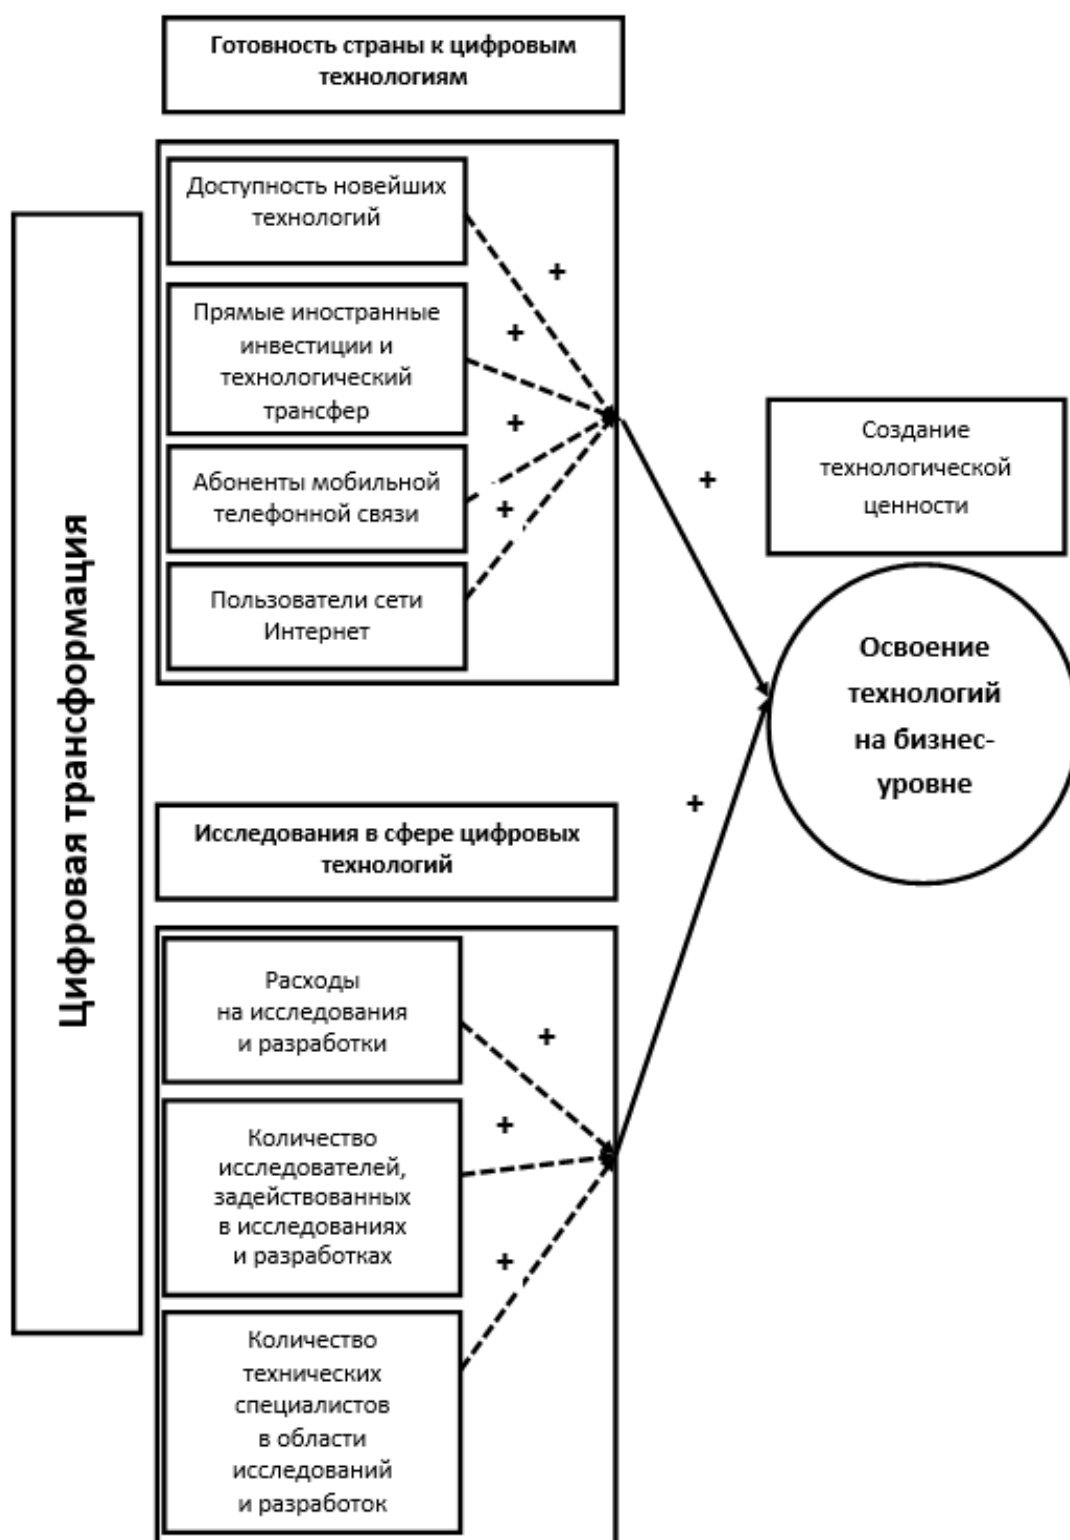 Готовность страны к цифровым
технологиям
Доступность новейших
технологий
+
Прямые иностранные
инвестиции и
технологический
трансфер
+
+
Абоненты мобильной
телефонной связи
+
Пользователи сети
Интернет
Цифровая трансформация
+
Создание
технологической
ценности
Освоение
технологий
на бизнес-
уровне
+
Исследования в сфере цифровых
технологий
Расходы
на исследования
и разработки
+
Количество
исследователей,
задействованных
в исследованиях
и разработках
+
+
Количество
технических
специалистов
в области
исследований
и разработок